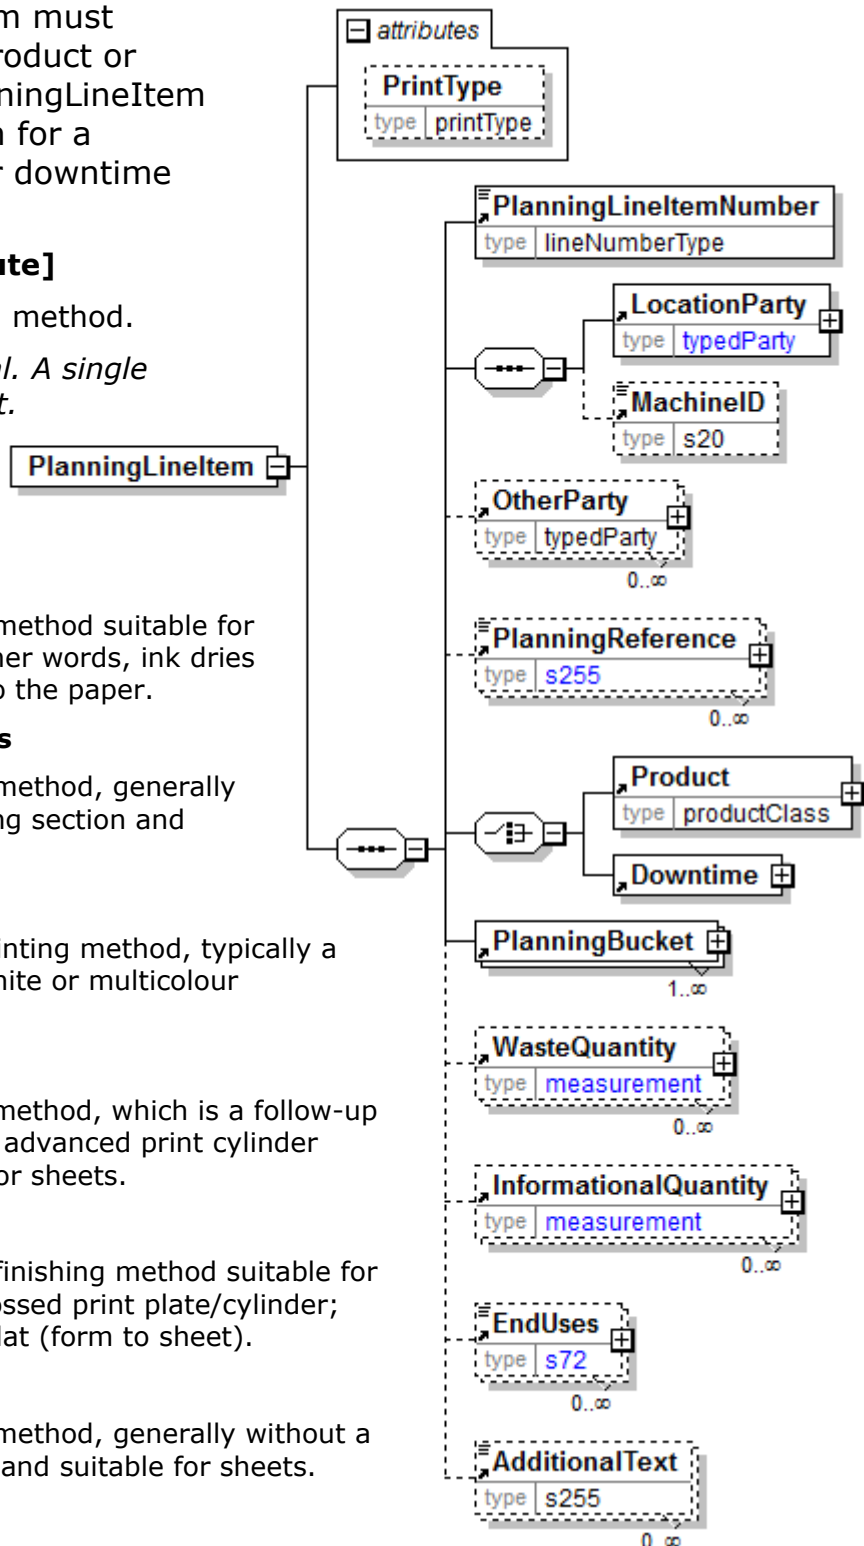 m must
roduct or
ningLineItem
n for a
r downtime
ute]
method.
l. A single
t.
method suitable for
her words, ink dries
o the paper.
s
method, generally
ng section and
inting method, typically a
hite or multicolour
method, which is a follow-up
advanced print cylinder
or sheets.
finishing method suitable for
ossed print plate/cylinder;
lat (form to sheet).
method, generally without a
and suitable for sheets.
PlanningLineItem
attributes
PrintType
type printType
PlanningLineItemNumber
type lineNumberType
LocationParty
type typedParty
MachineID
type s20
OtherParty
type typedParty
0..∞
PlanningReference
type s255
0..∞
Product
type productClass
Downtime
PlanningBucket
1..∞
WasteQuantity
type measurement
0..∞
InformationalQuantity
type measurement
0..∞
EndUses
type s72
0..∞
AdditionalText
type s255
0..∞